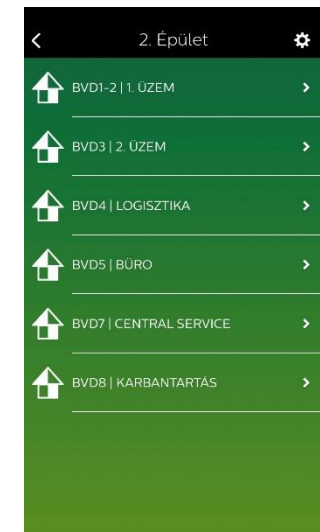 2. Épület
BVD1-2 | 1. ÜZEM
BVD3 | 2. ÜZEM
BVD4 | LOGISZTIKA
BVD5 | BÜRO
BVD7 | CENTRAL SERVICE
BVD8 | KARBANTARTÁS